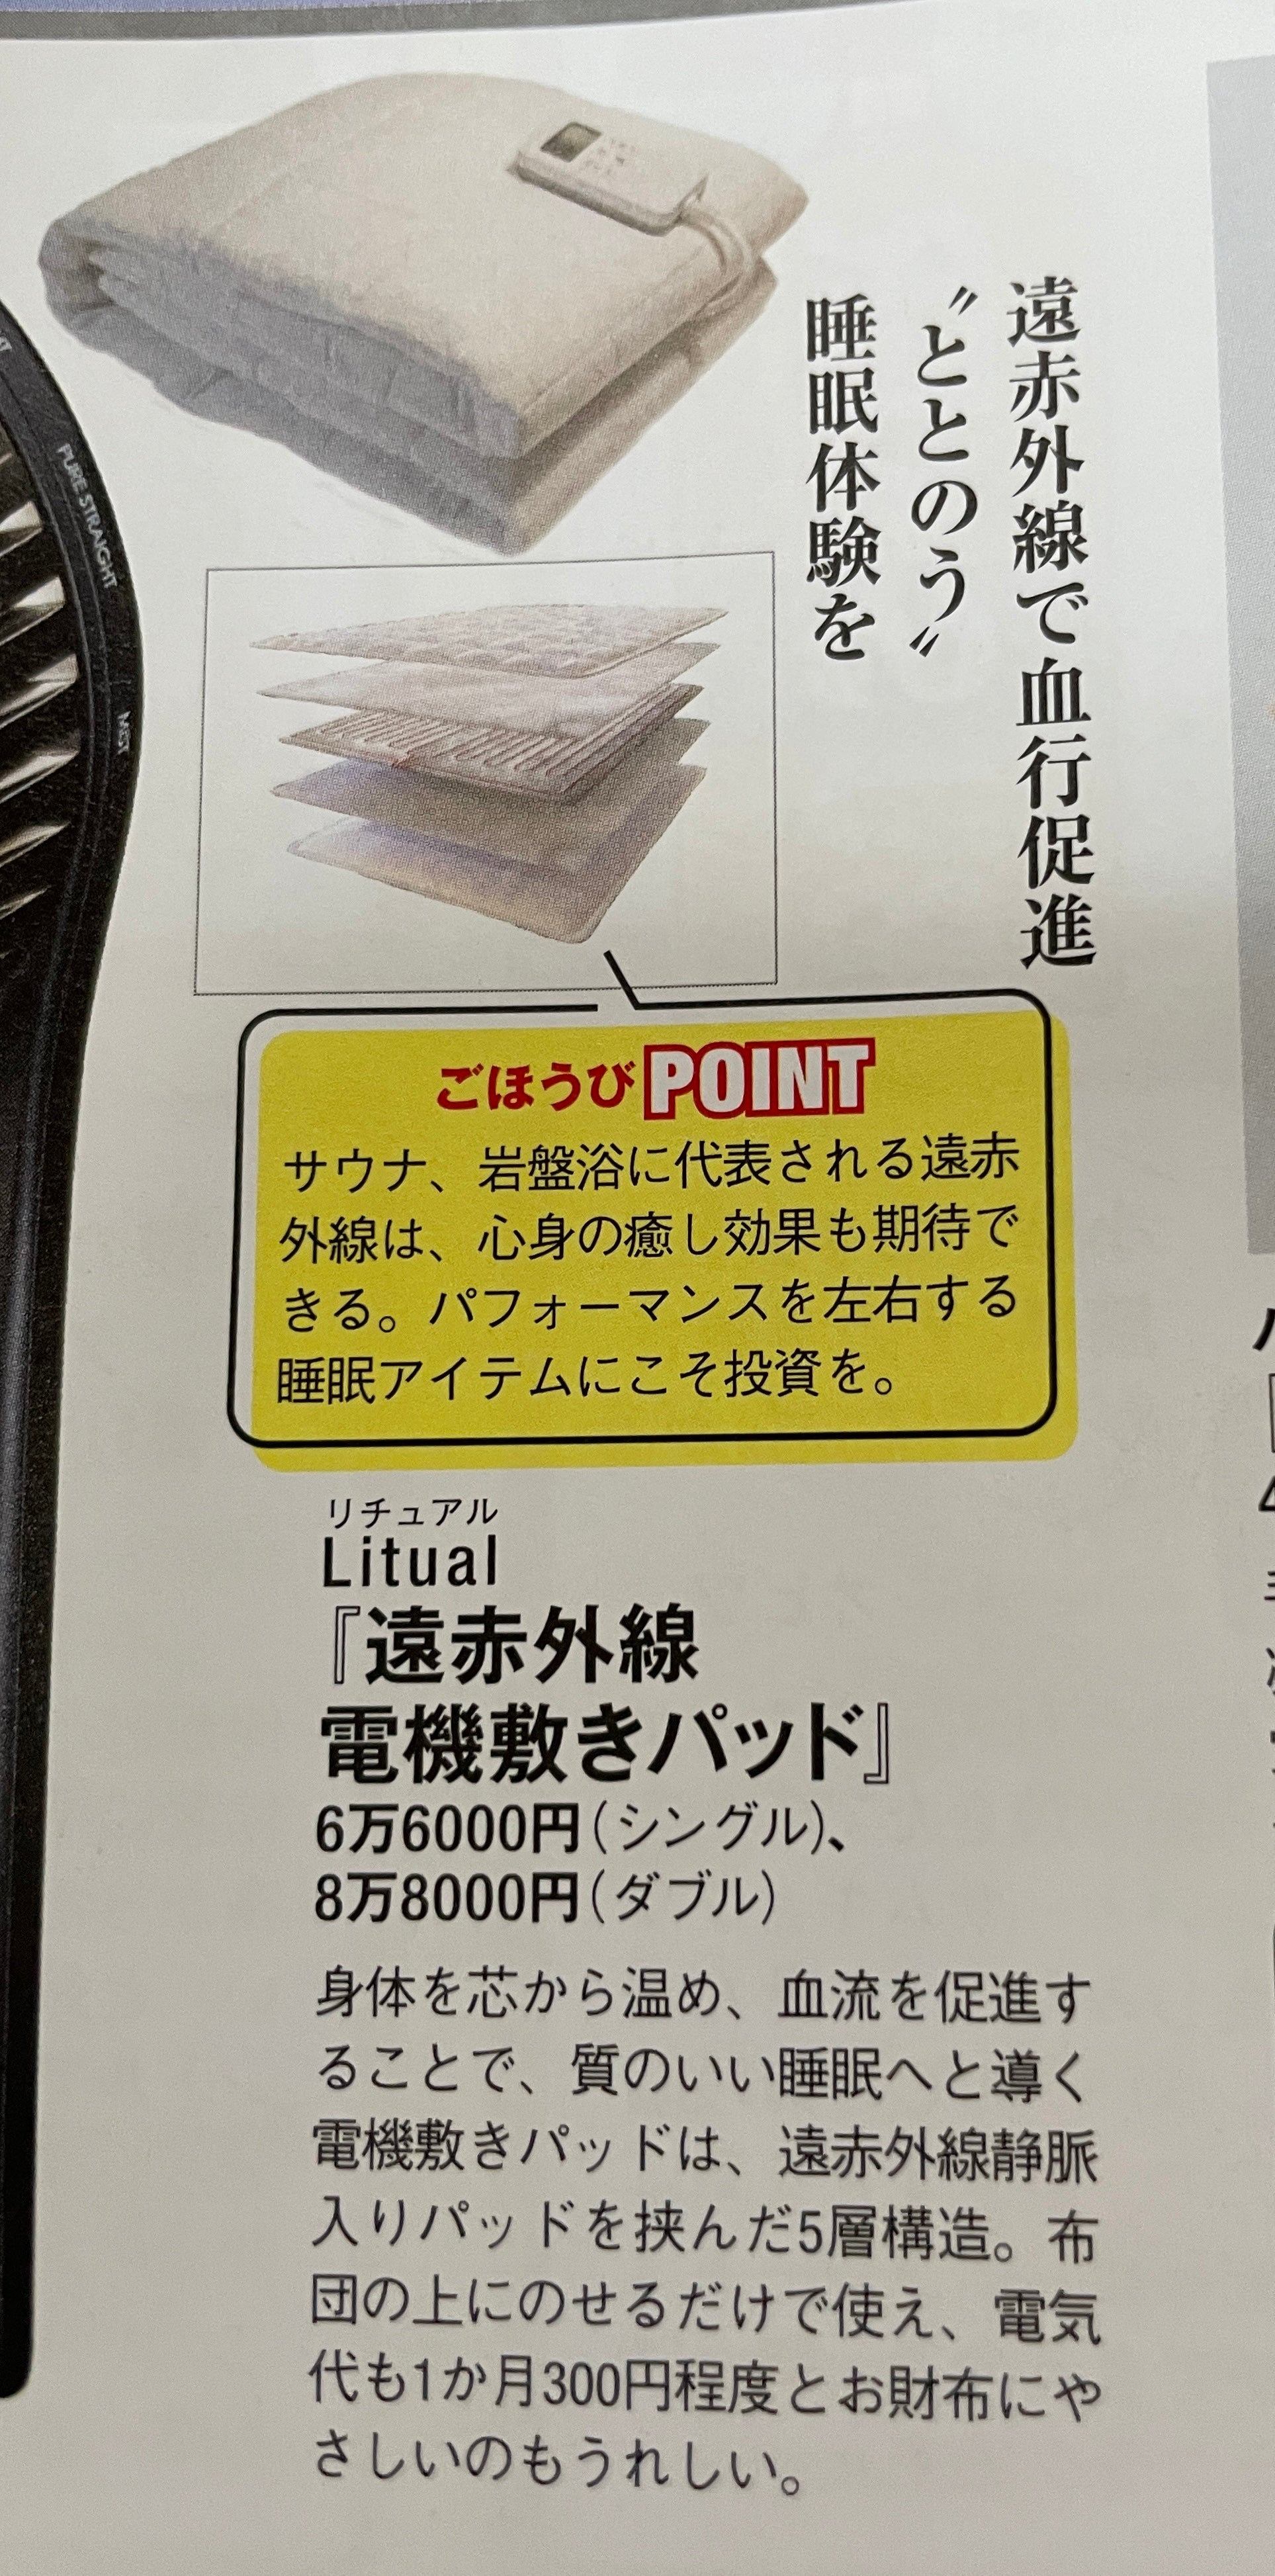 遠赤外線で血行促進
〝ととのう〟
睡眠体験を
PURE STRAIGHT
MIST
ごほうびPOINT
サウナ、岩盤浴に代表される遠赤
外線は、心身の癒し効果も期待で
きる。パフォーマンスを左右する
睡眠アイテムにこそ投資を。
リチュアル
Litual
『遠赤外線
電機敷きパッド』
6万6000円(シングル)、
8万8000円(ダブル)
身体を芯から温め、血流を促進す
ることで、質のいい睡眠へと導く
電機敷きパッドは、遠赤外線静脈
入りパッドを挟んだ5層構造。布
団の上にのせるだけで使え、電気
代も1か月300円程度とお財布にや
さしいのもうれしい。